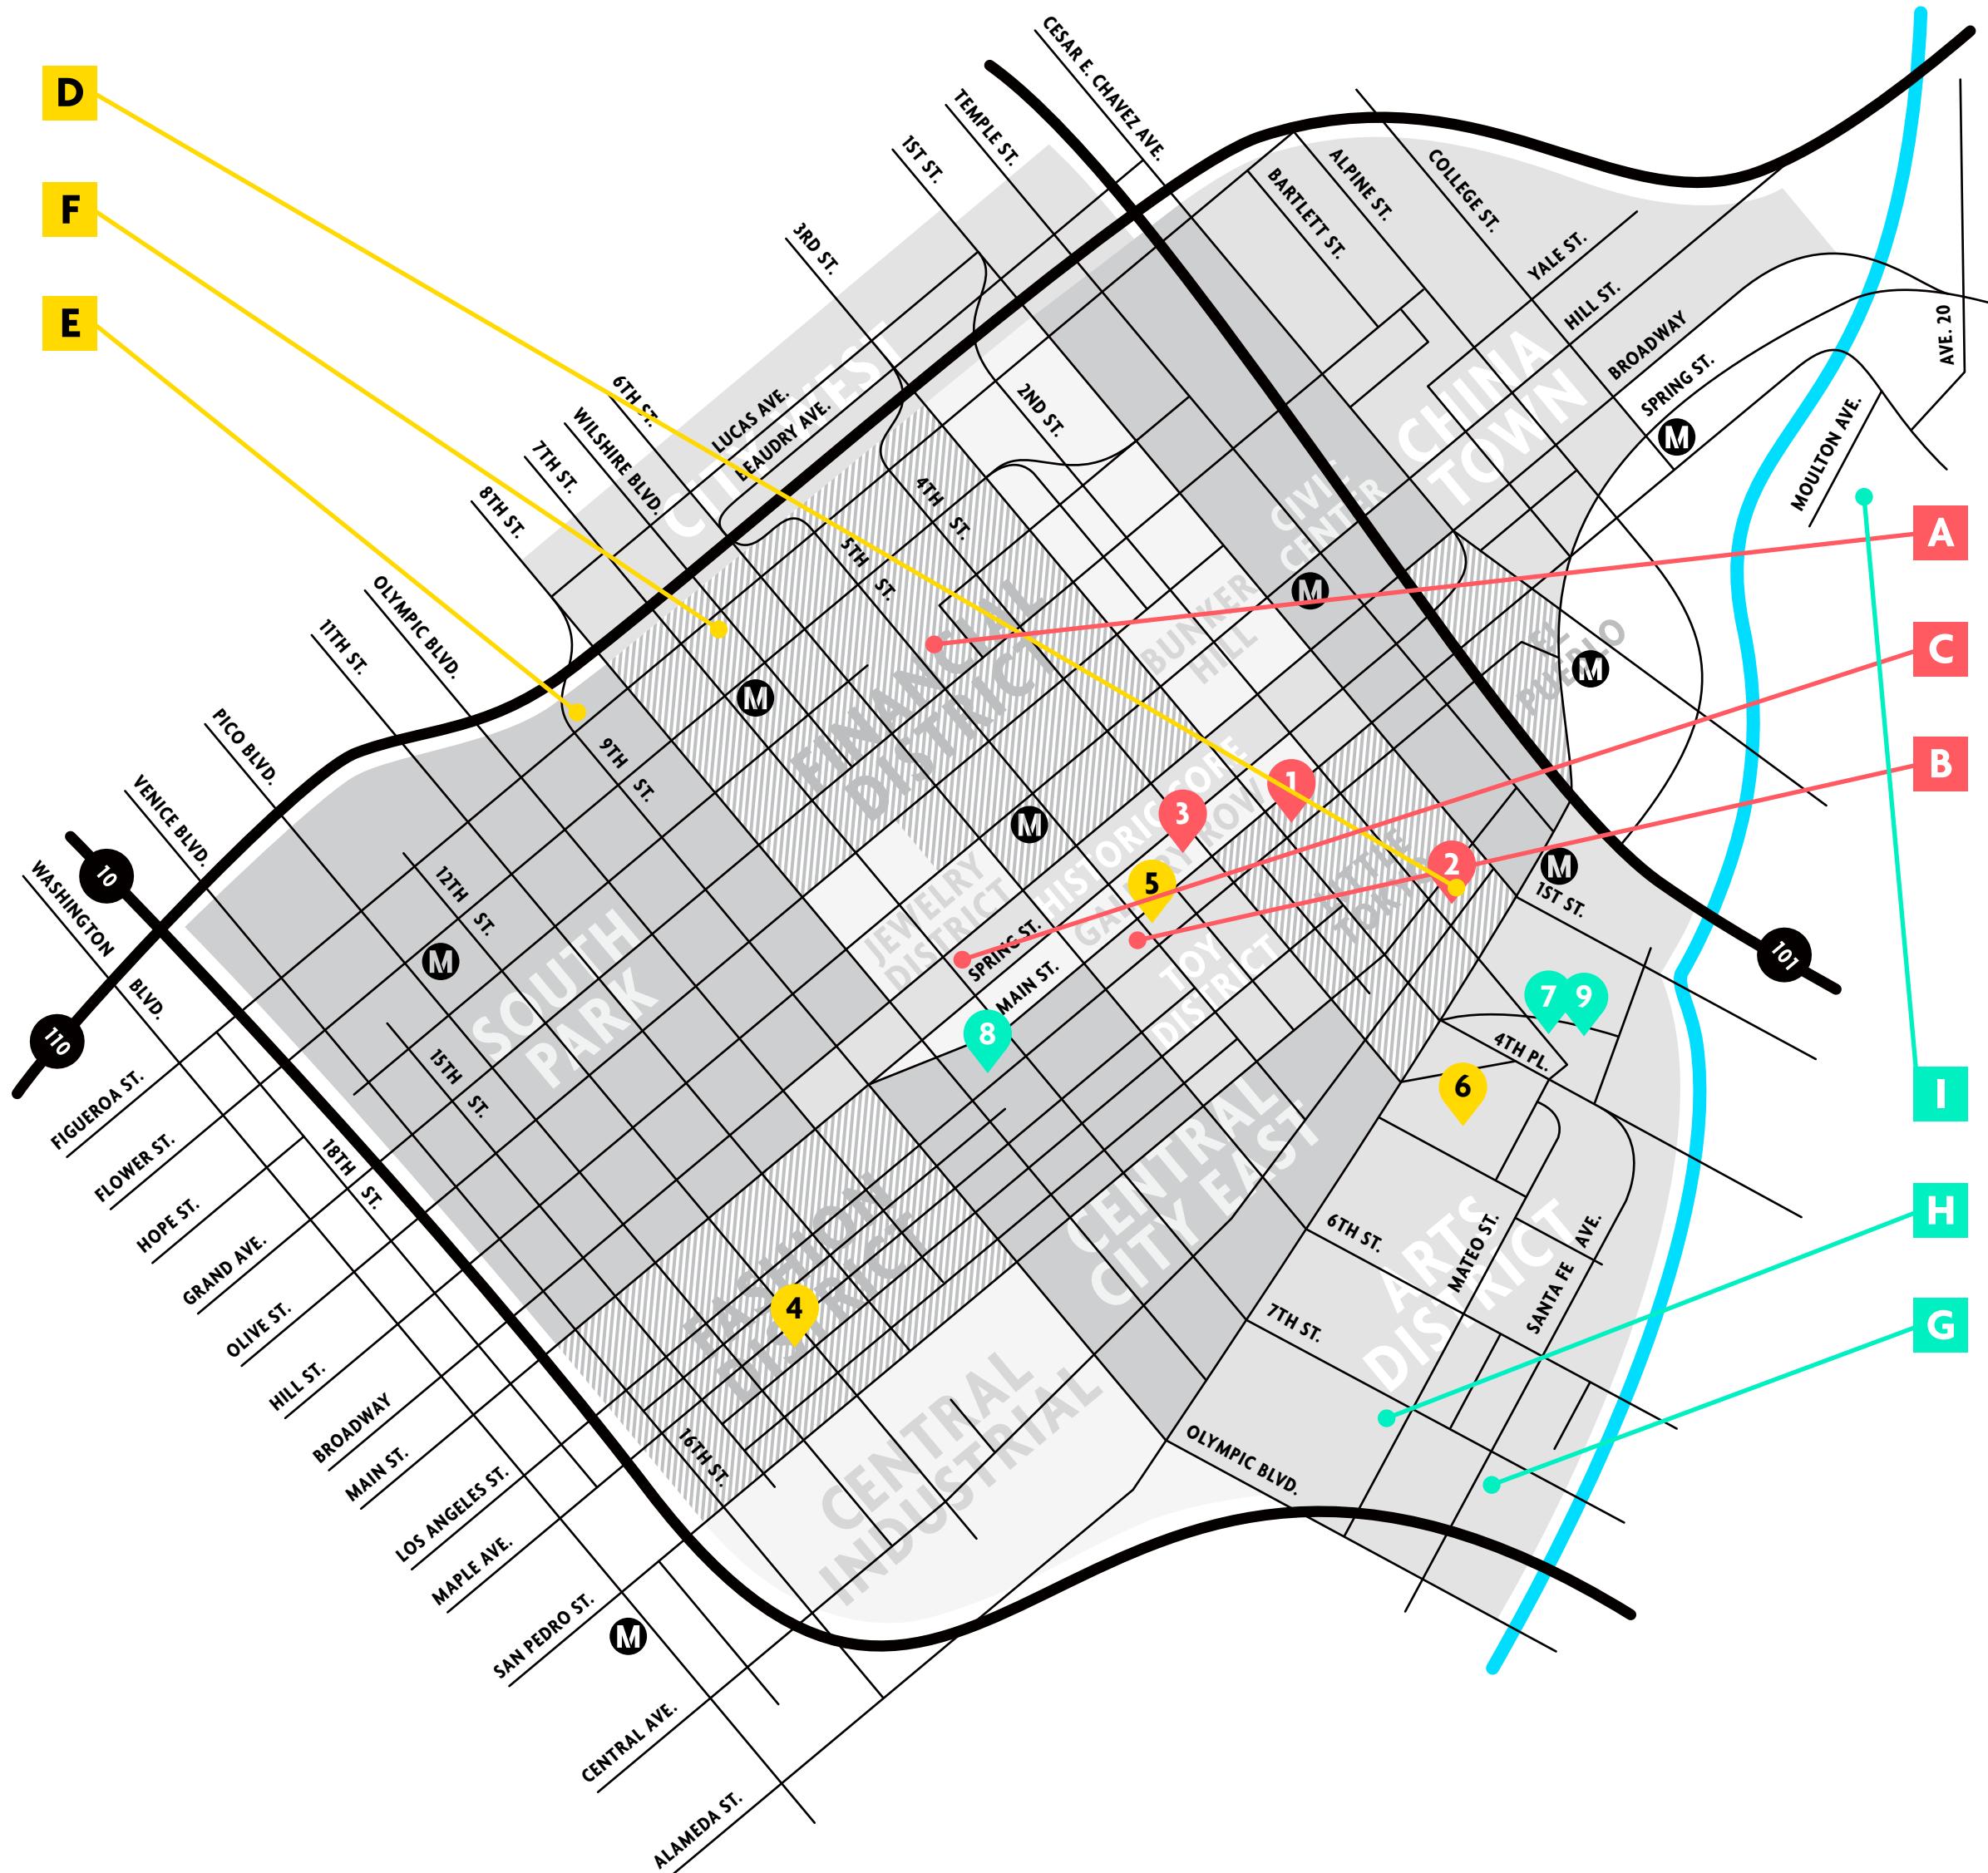 CESAR E. CHAVEZ AVE.
TEMPLE ST.
1ST ST.
3RD ST.
D
F
E
BARTLETT ST.
ALPINE ST.
COLLEGE ST.
YALE ST.
HILL ST.
BROADWAY
SPRING ST.
AVE. 20
MOULTON AVE.
CHINA
TOWN
M
6TH ST.
WILSHIRE BLVD.
7TH ST.
8TH ST.
LUCAS AVE.
BEAUDRY AVE.
CITY WEST
2ND ST.
4TH ST.
5TH ST.
CIVIC
CENTER
M
A
C
B
OLYMPIC BLVD.
11TH ST.
BUNKER
HILL
EL
PUEBLO
M
FINANCIAL
DISTRICT
M
9TH ST.
PICO BLVD.
VENICE BLVD.
WASHINGTON BLVD.
10
110
HISTORIC CORE
GALLERY ROW
M
1
3
2
5
LITTLE
TOKYO
M
1ST ST.
JEWELRY
DISTRICT
SPRING ST.
MAIN ST.
TOY
DISTRICT
101
12TH ST.
M
SOUTH
PARK
8
7
9
4TH PL.
6
I
15TH ST.
18TH ST.
FIGUEROA ST.
FLOWER ST.
HOPE ST.
GRAND AVE.
OLIVE ST.
HILL ST.
BROADWAY
MAIN ST.
LOS ANGELES ST.
MAPLE AVE.
SAN PEDRO ST.
CENTRAL AVE.
ALAMEDA ST.
CENTRAL
CITY EAST
6TH ST.
7TH ST.
MATEO ST.
SANTA FE AVE.
ARTS
DISTRICT
H
G
FASHION
DISTRICT
4
16TH ST.
CENTRAL
INDUSTRIAL
OLYMPIC BLVD.
M